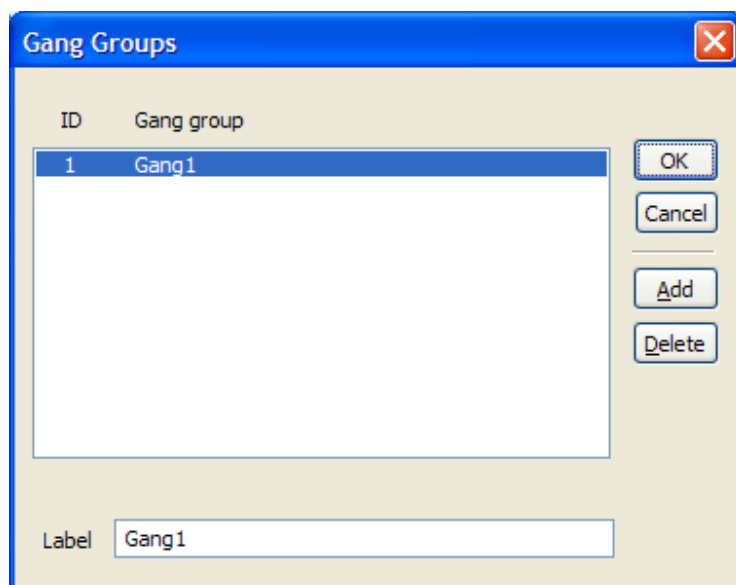 Gang Groups
ID Gang group
1 Gang1
OK
Cancel
Add
Delete
Label Gang1